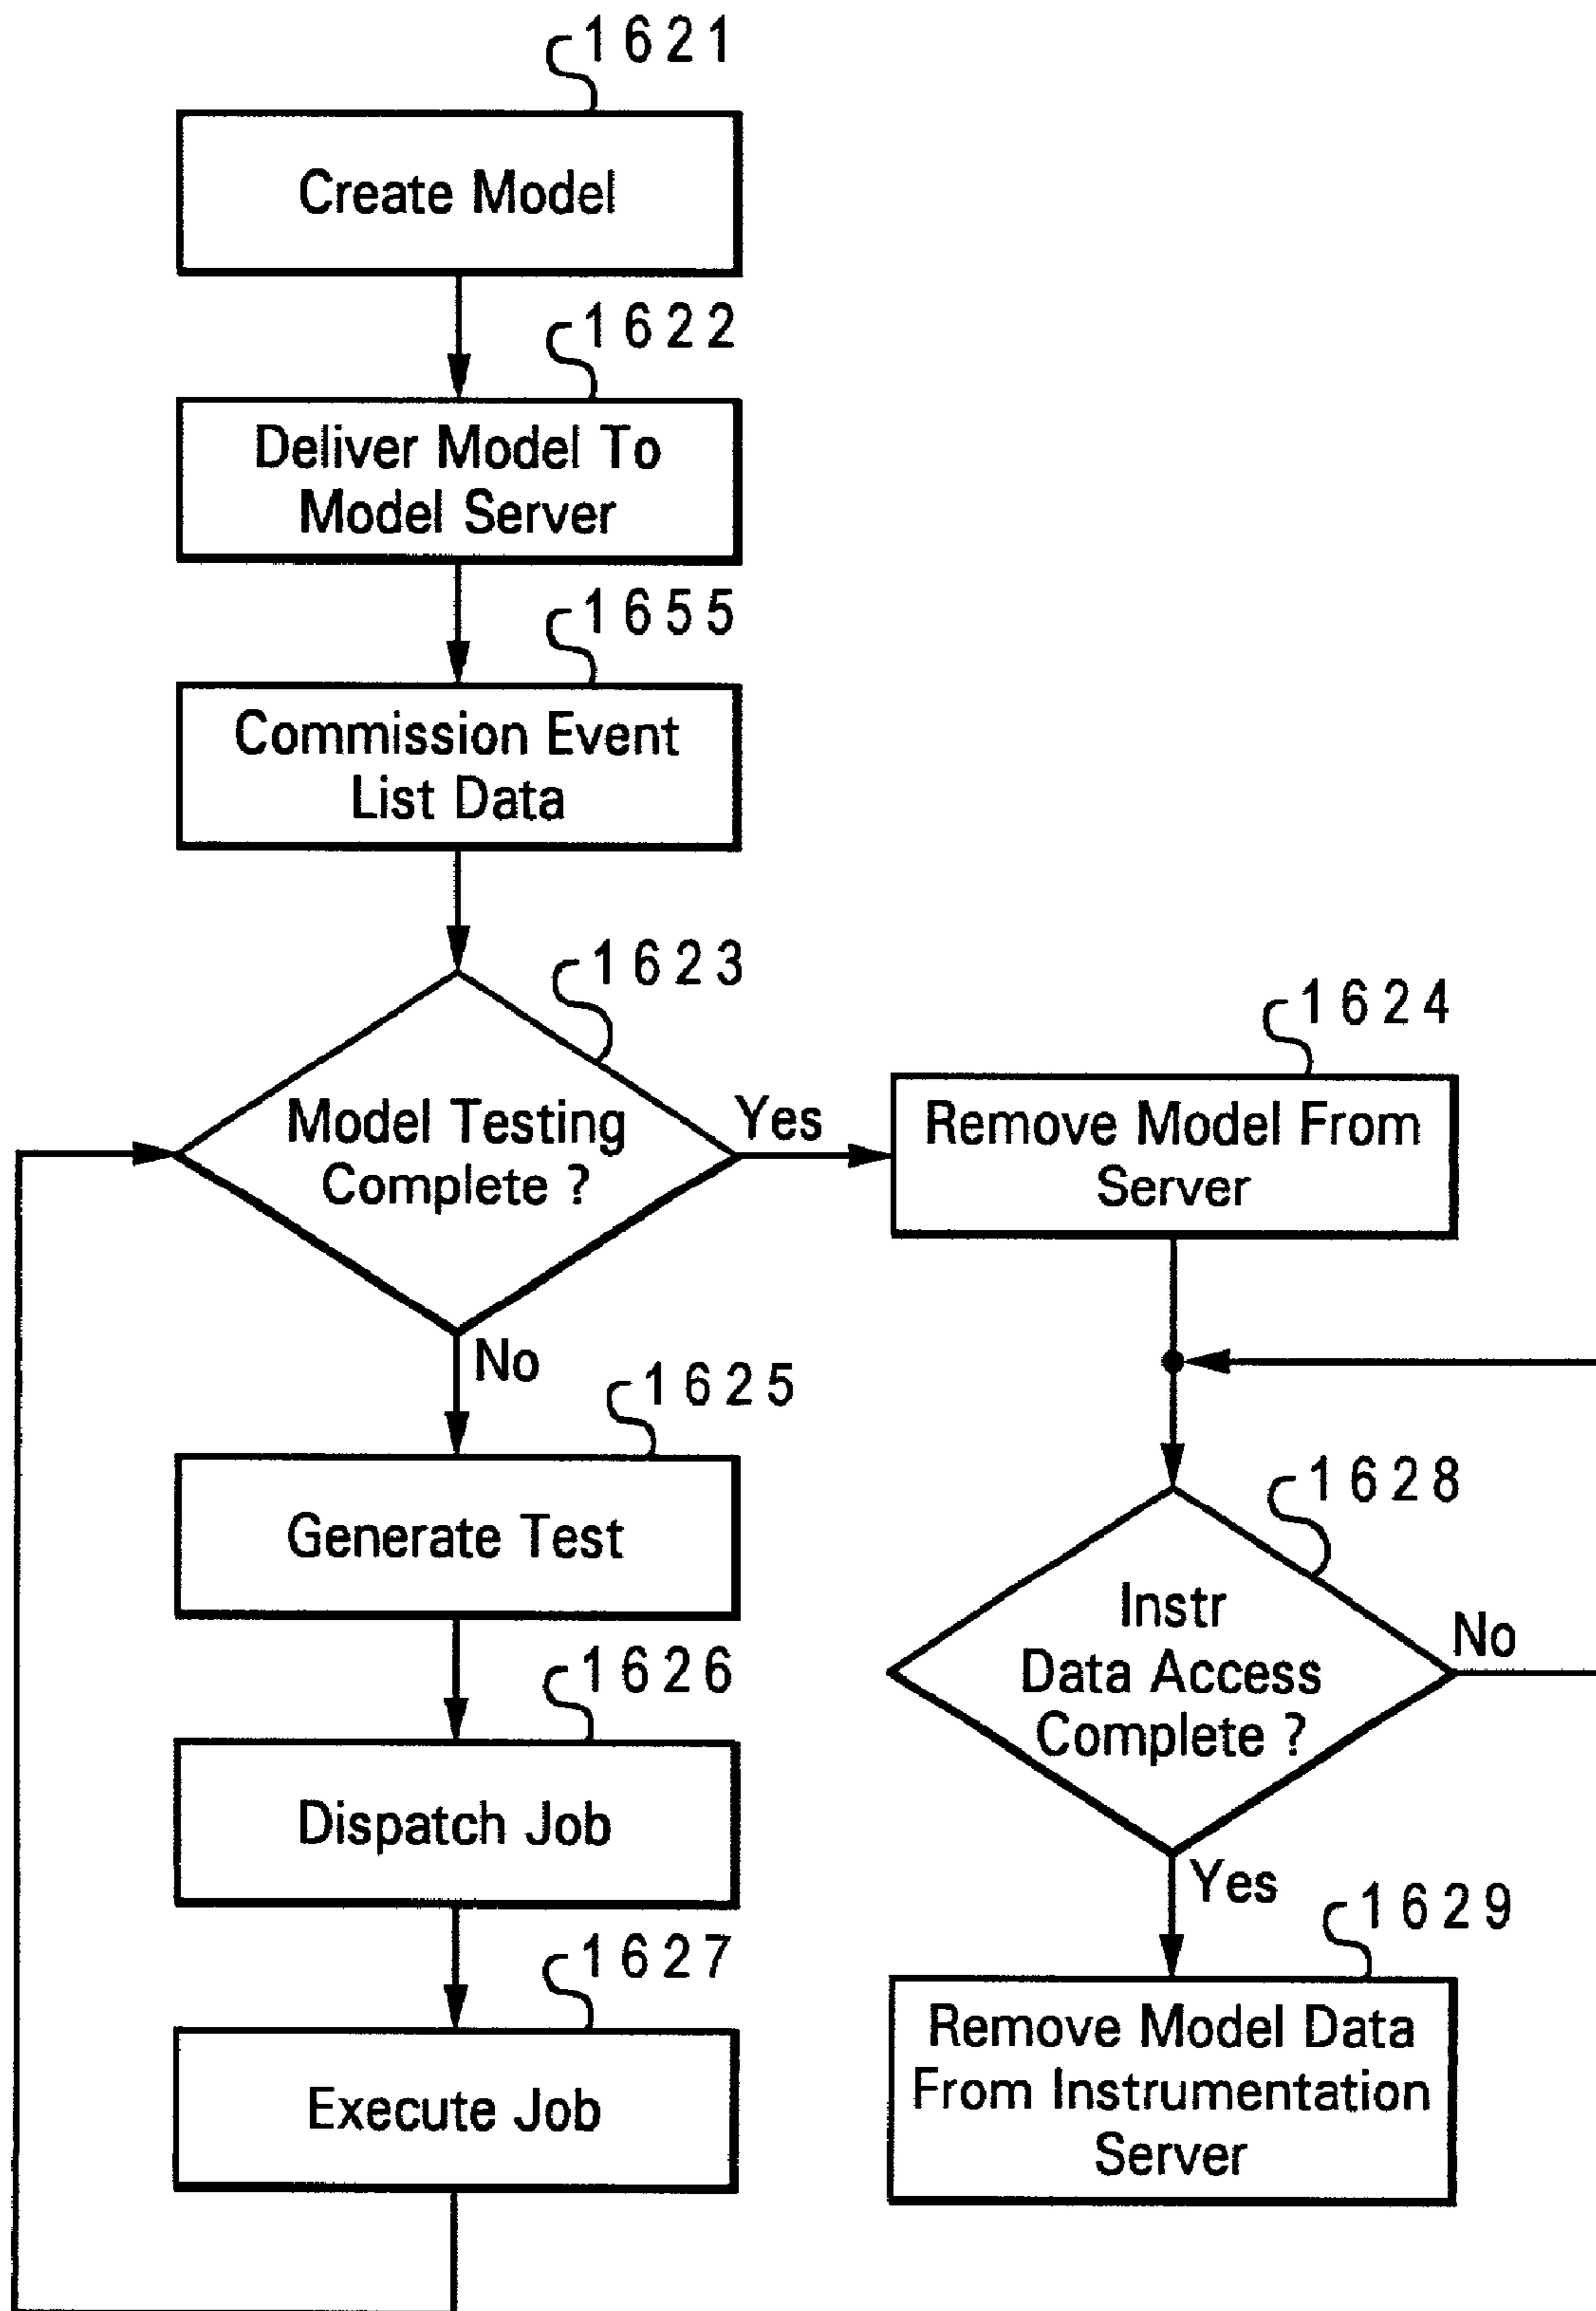 1621
Create Model
1622
Deliver Model To
Model Server
1655
Commission Event
List Data
1623
Model Testing
Complete ?
Yes
No
1624
Remove Model From
Server
1625
Generate Test
1626
Dispatch Job
1627
Execute Job
1628
Instr
Data Access
Complete ?
No
Yes
1629
Remove Model Data
From Instrumentation
Server